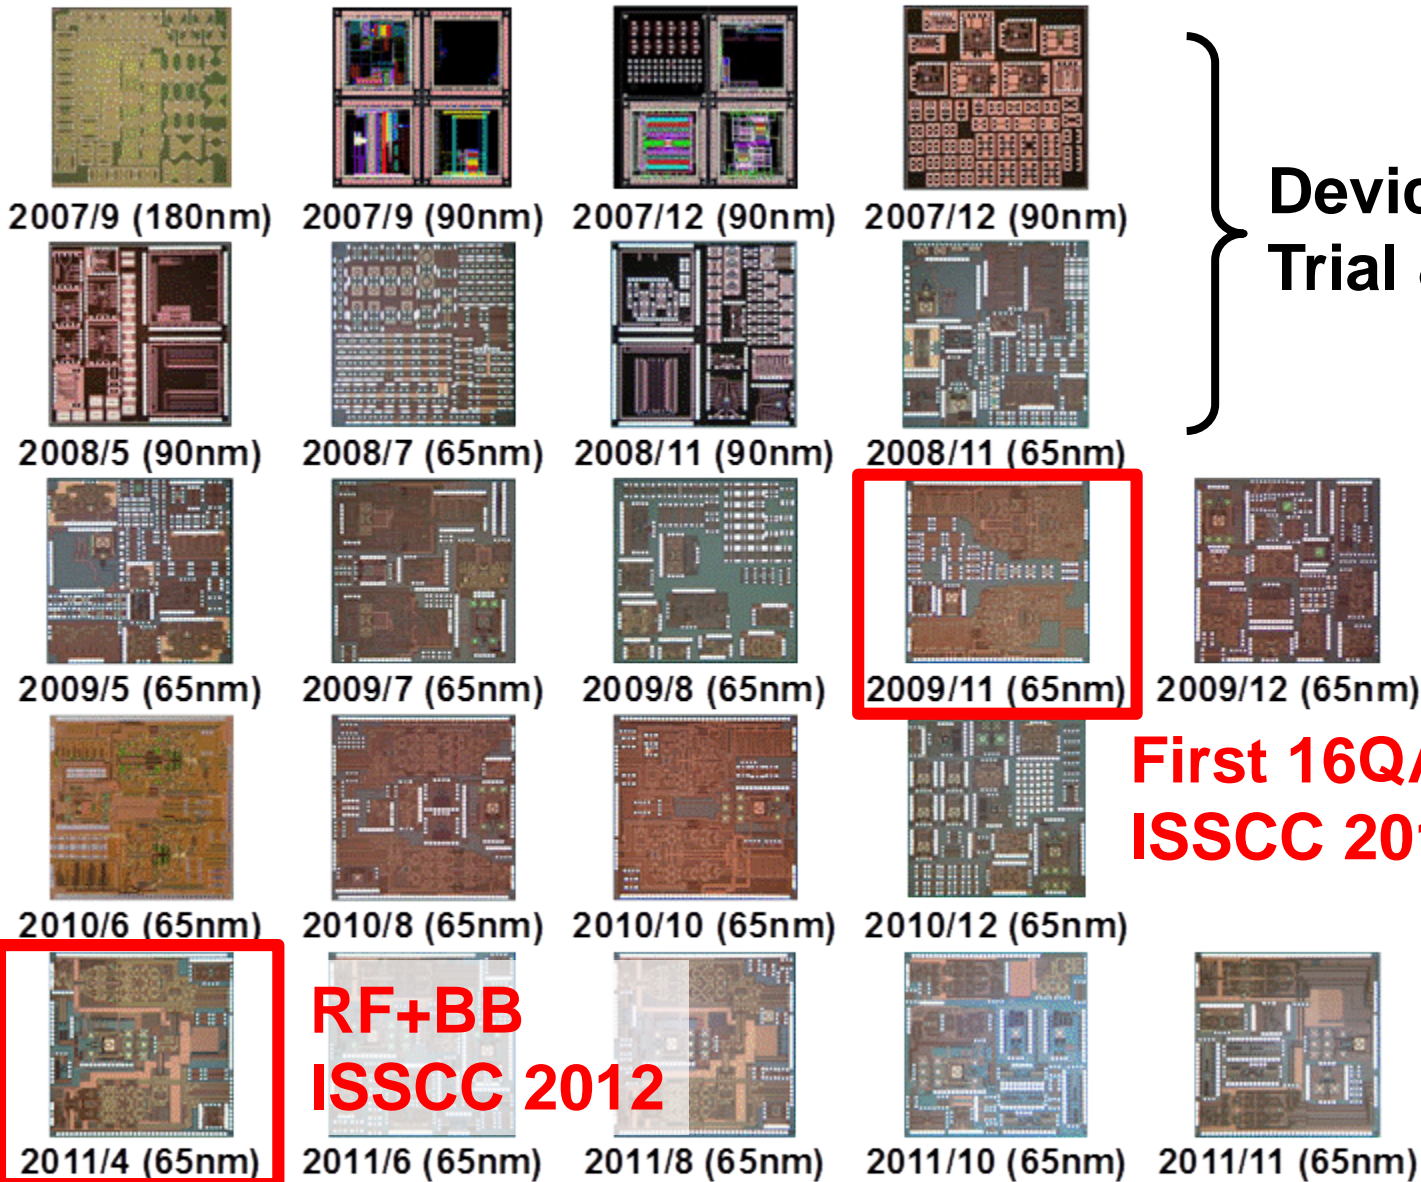 2007/9 (180nm) 2007/9 (90nm) 2007/12 (90nm) 2007/12 (90nm)
Trial
2008/5 (90nm) 2008/7 (65nm) 2008/11 (90nm) 2008/11 (65nm)
2009/5 (65nm) 2009/7 (65nm) 2009/8 (65nm) 2009/11 (65nm) 2009/12 (65nm)
First
ISSCC
2010/6 (65nm) 2010/8 (65nm) 2010/10 (65nm) 2010/12 (65nm)
RF+BB
ISSCC 2012
2011/4 (65nm) 2011/6 (65nm) 2011/8 (65nm) 2011/10 (65nm) 2011/11 (65nm)